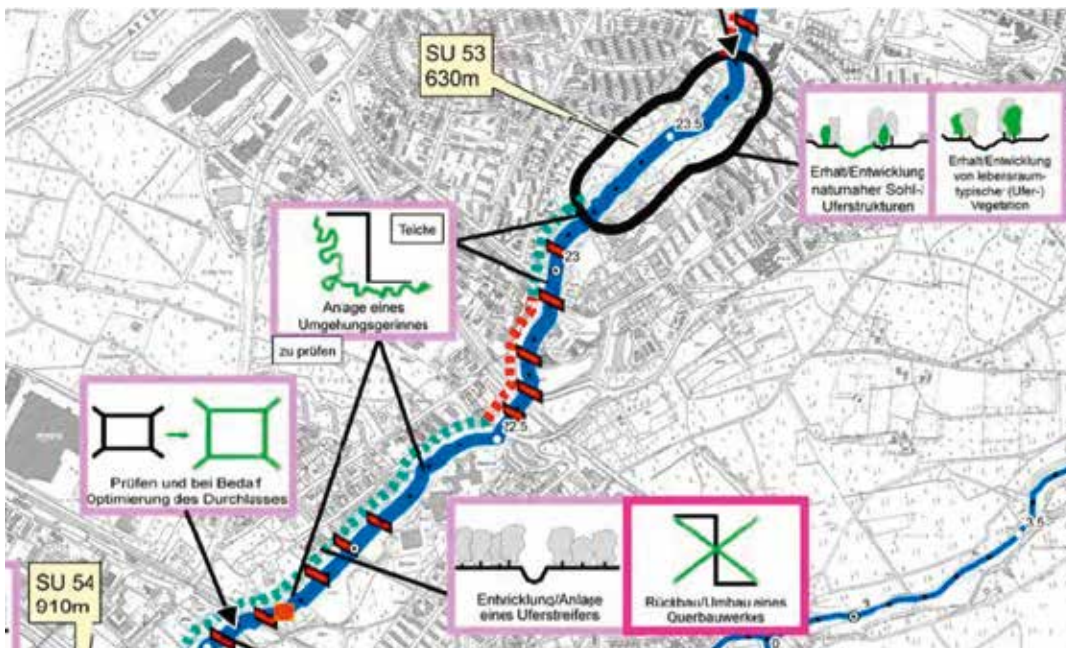 SU 53
630m
23.5
Erhalt/Entwicklung
naturnaher Sohl-/
Uferstrukturen
Erhalt/Entwicklung
von lebensraum-
typischer (Ufer-)
Vegetation
Teiche
Anlage eines
Umgehungsgerinnes
23
zu prüfen
Prüfen und bei Bedarf
Optimierung des Durchlasses
Entwicklung/Anlage
eines Uferstreifens
Rückbau/Umbau eines
Querbauwerkes
3.5
SU 54
910m